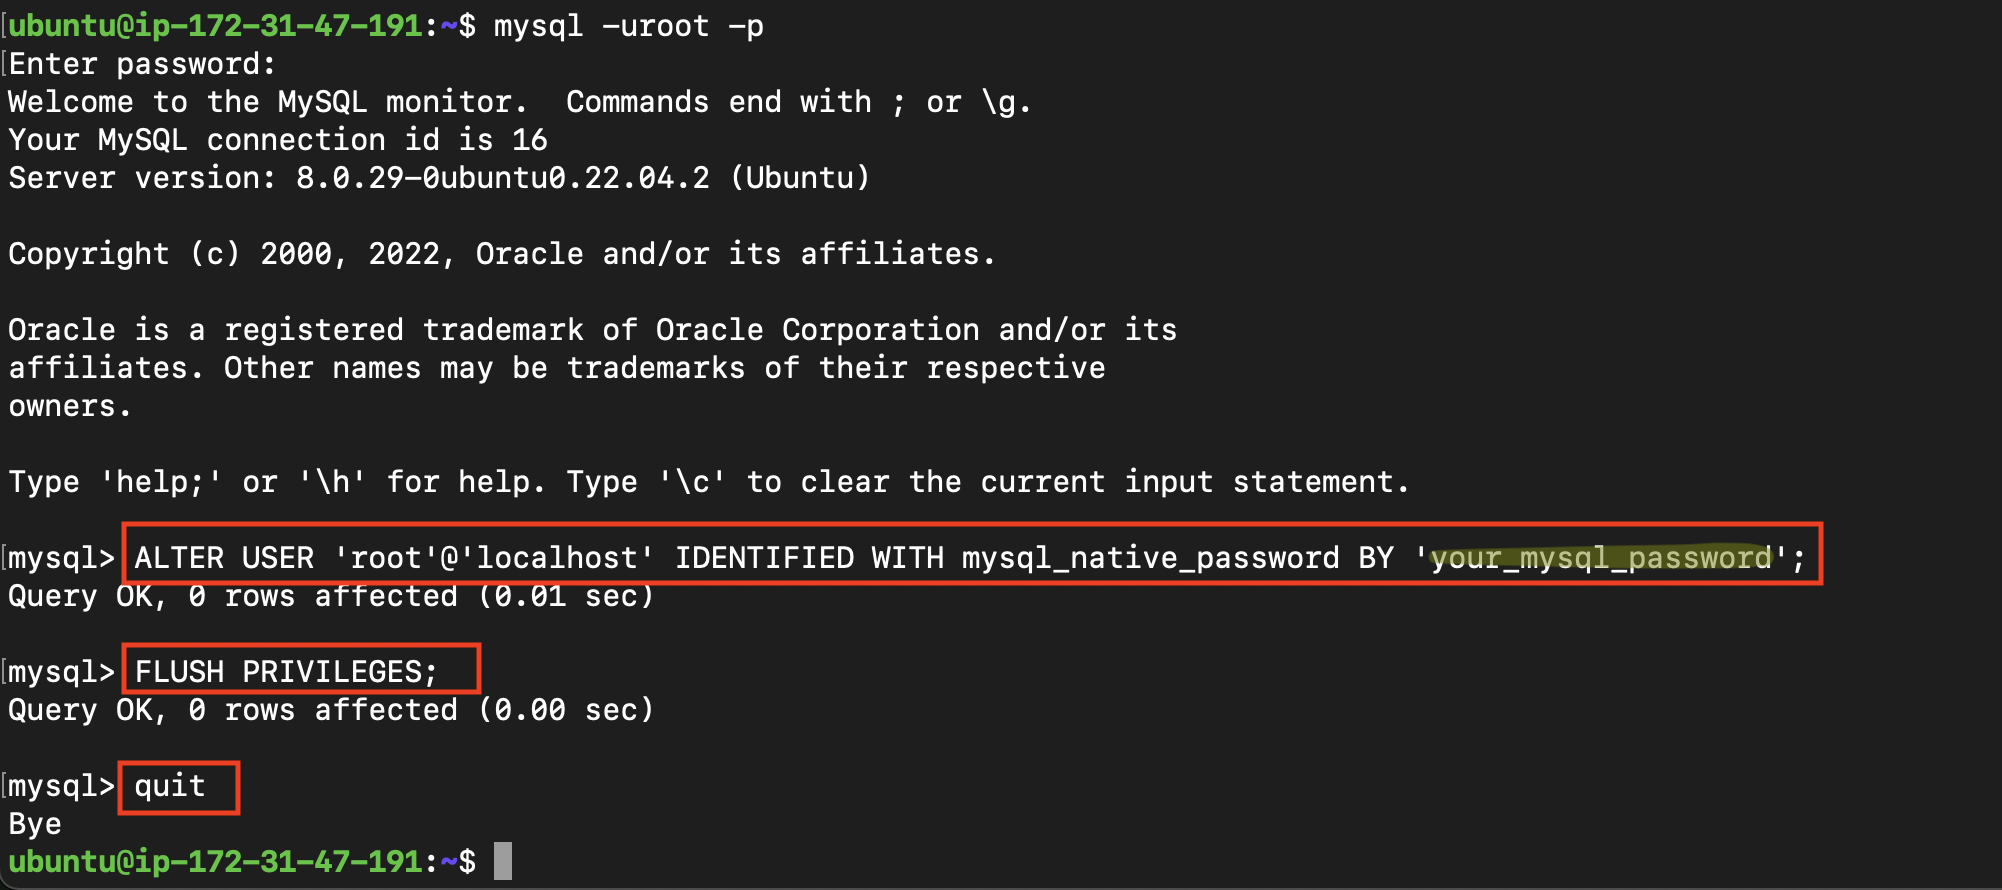 ubuntu@ip-172-31-47-191:~$ mysql -uroot -p
Enter password:
Welcome to the MySQL monitor.  Commands end with ; or \g.
Your MySQL connection id is 16
Server version: 8.0.29-0ubuntu0.22.04.2 (Ubuntu)
Copyright (c) 2000, 2022, Oracle and/or its affiliates.
Oracle is a registered trademark of Oracle Corporation and/or its
affiliates. Other names may be trademarks of their respective
owners.
Type 'help;' or '\h' for help. Type '\c' to clear the current input statement.
mysql> ALTER USER 'root'@'localhost' IDENTIFIED WITH mysql_native_password BY 'your_mysql_password';
Query OK, 0 rows affected (0.01 sec)
mysql> FLUSH PRIVILEGES;
Query OK, 0 rows affected (0.00 sec)
mysql> quit
Bye
ubuntu@ip-172-31-47-191:~$